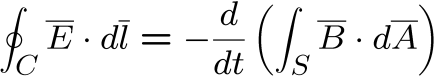 ∮_C E̅ · dl̅ = −d/dt (∫_S B̅ · dA̅)